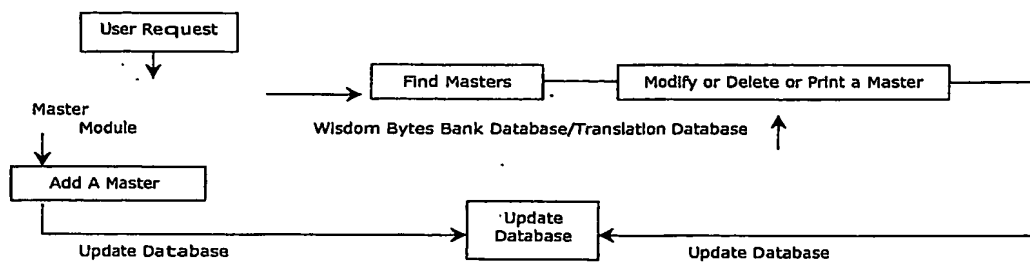 User Request
Find Masters
Modify or Delete or Print a Master
Master
Module
Wisdom Bytes Bank Database/Translation Database
Add A Master
Update
Database
Update Database
Update Database